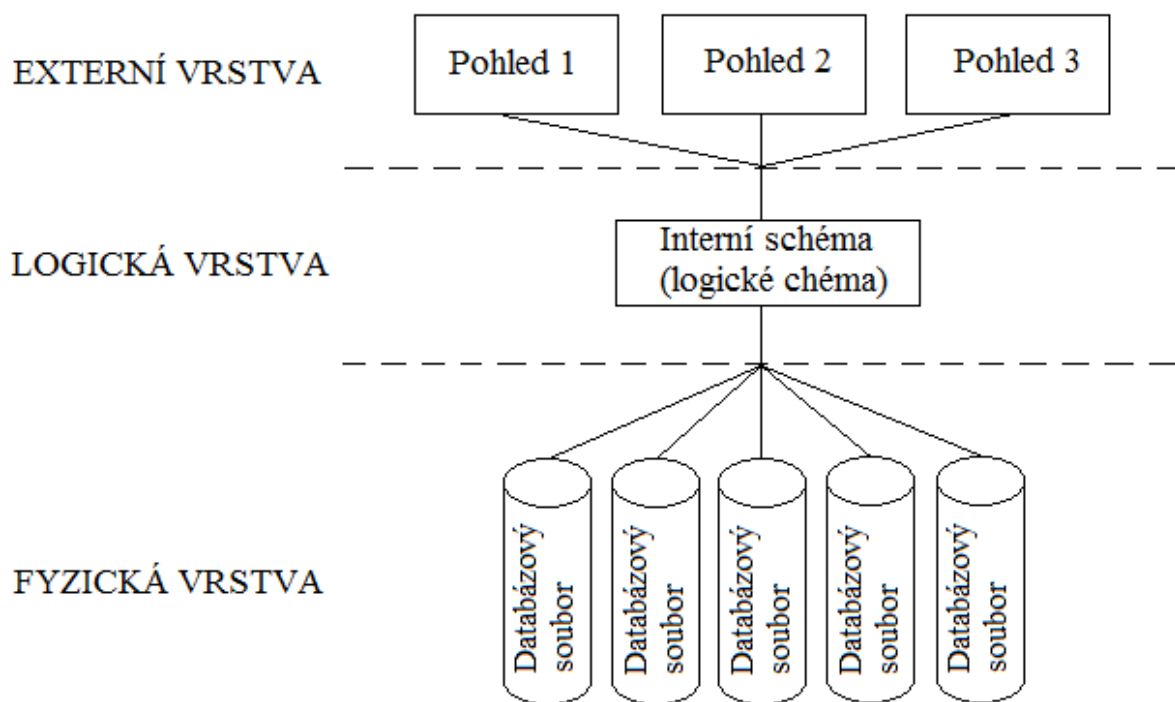 EXTERNÍ VRSTVA
Pohled 1
Pohled 2
Pohled 3
LOGICKÁ VRSTVA
Interní schéma
(logické chéma)
FYZICKÁ VRSTVA
Databázový
soubor
Databázový
soubor
Databázový
soubor
Databázový
soubor
Databázový
soubor